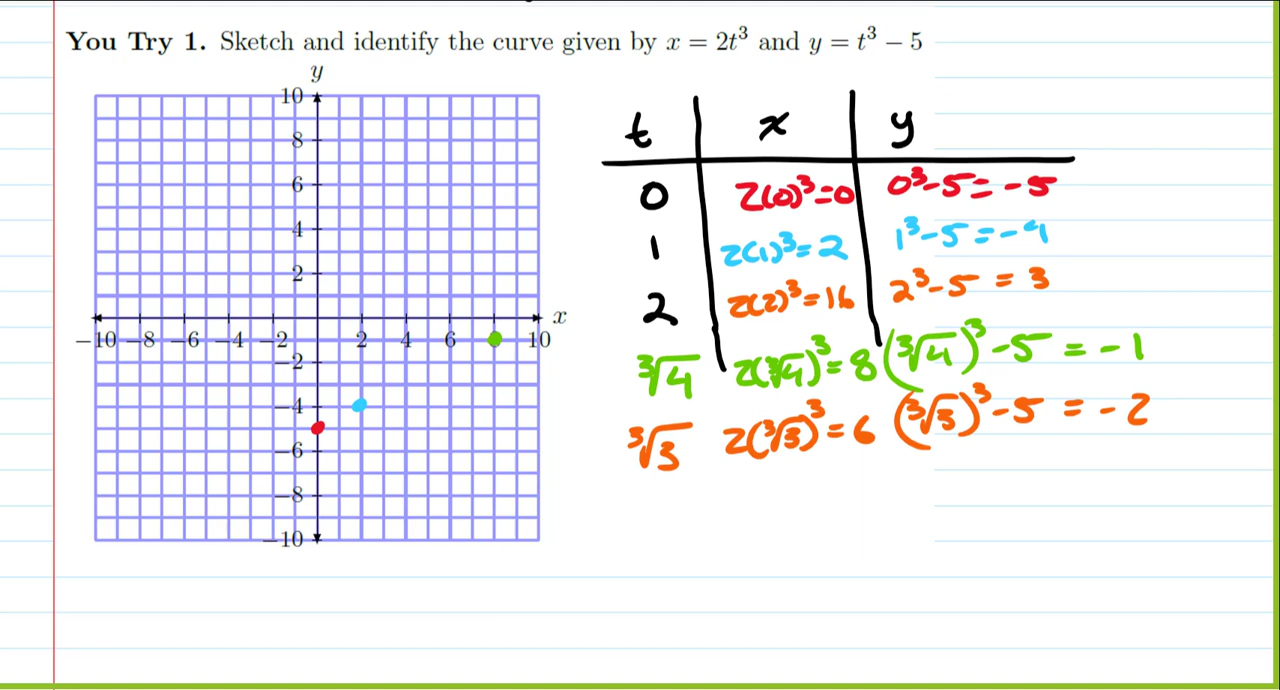 You Try 1. Sketch and identify the curve given by x = 2t³ and y = t³ − 5
y
10
8
6
4
2
x
−10 −8 −6 −4 −2 2 4 6 10
−2
−4
−6
−8
−10
t x y
0 2(0)³=0 0³-5=-5
1 2(1)³=2 1³-5=-4
2 2(2)³=16 2³-5=3
∛4 2(∛4)³=8 (∛4)³-5=-1
∛3 2(∛3)³=6 (∛3)³-5=-2